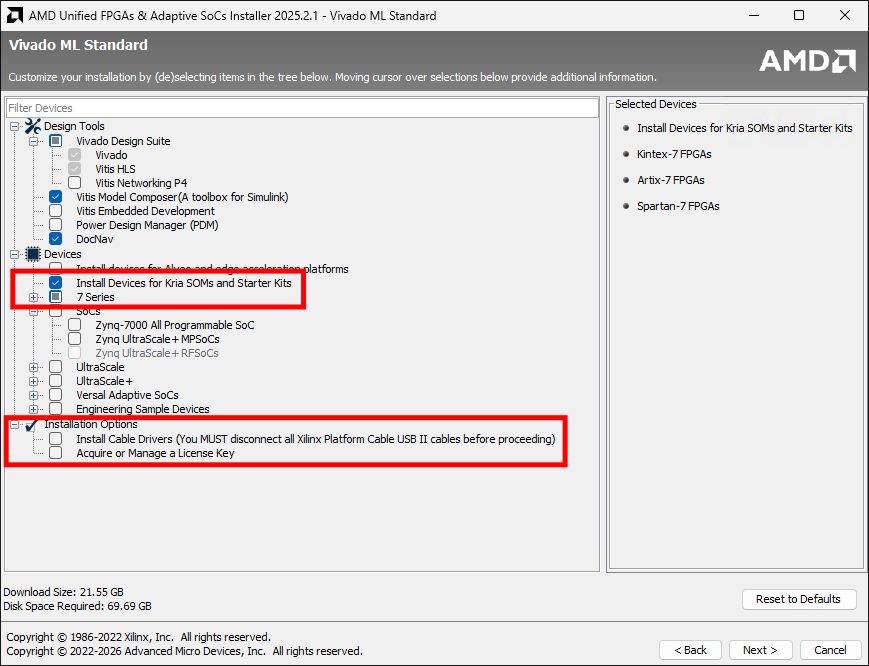 AMD Unified FPGAs & Adaptive SoCs Installer 2025.2.1 - Vivado ML Standard
Vivado ML Standard
Customize your installation by (de)selecting items in the tree below. Moving cursor over selections below provide additional information.
AMD
Filter Devices
Design Tools
Vivado Design Suite
Vivado
Vitis HLS
Vitis Networking P4
Vitis Model Composer(A toolbox for Simulink)
Vitis Embedded Development
Power Design Manager (PDM)
DocNav
Devices
Install devices for Alveo and edge acceleration platforms
Install Devices for Kria SOMs and Starter Kits
7 Series
SoCs
Zynq-7000 All Programmable SoC
Zynq UltraScale+ MPSoCs
Zynq UltraScale+ RFSoCs
UltraScale
UltraScale+
Versal Adaptive SoCs
Engineering Sample Devices
Installation Options
Install Cable Drivers (You MUST disconnect all Xilinx Platform Cable USB II cables before proceeding)
Acquire or Manage a License Key
Selected Devices
Install Devices for Kria SOMs and Starter Kits
Kintex-7 FPGAs
Artix-7 FPGAs
Spartan-7 FPGAs
Download Size: 21.55 GB
Disk Space Required: 69.69 GB
Reset to Defaults
Copyright © 1986-2022 Xilinx, Inc. All rights reserved.
Copyright © 2022-2026 Advanced Micro Devices, Inc. All rights reserved.
< Back
Next >
Cancel